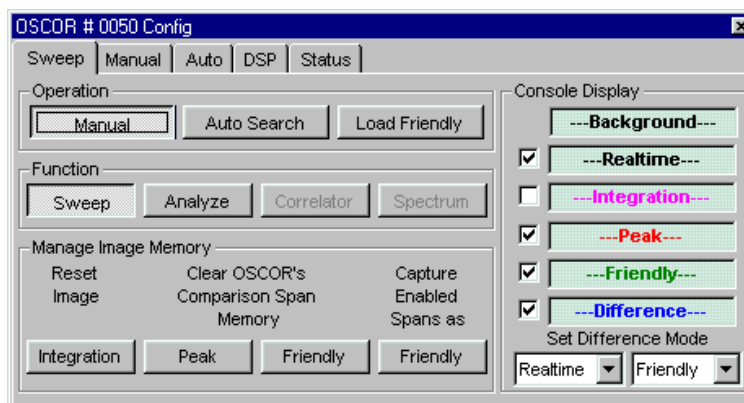 OSCOR # 0050 Config
Sweep Manual Auto DSP Status
Operation
Manual Auto Search Load Friendly
Function
Sweep Analyze Correlator Spectrum
Manage Image Memory
Reset Image
Clear OSCOR's Comparison Span Memory
Capture Enabled Spans as
Integration Peak Friendly Friendly
Console Display
---Background---
---Realtime---
---Integration---
---Peak---
---Friendly---
---Difference---
Set Difference Mode
Realtime Friendly